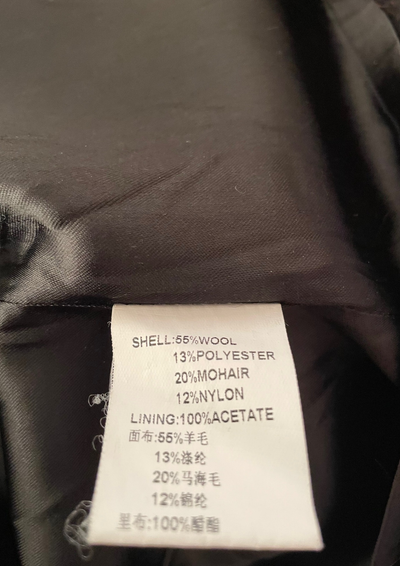 SHELL:55%WOOL
13%POLYESTER
20%MOHAIR
12%NYLON
LINING:100%ACETATE
面布:55%羊毛
13%涤纶
20%马海毛
12%锦纶
里布:100%醋酯